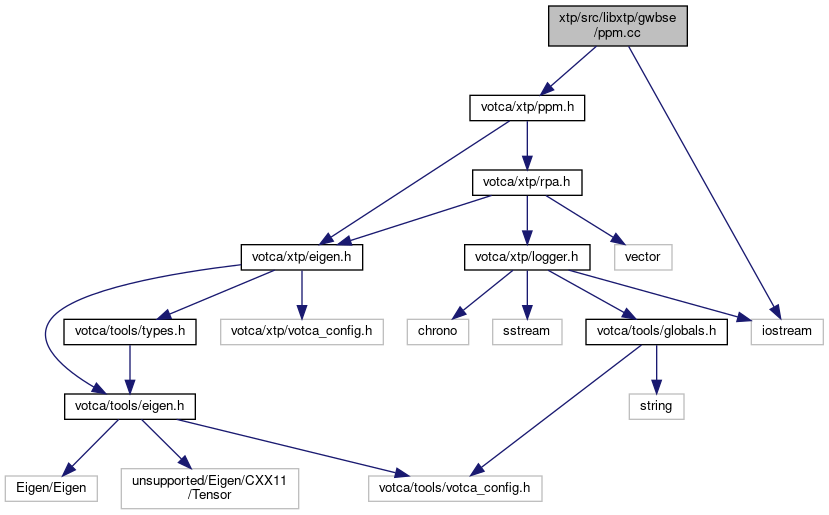 xtp/src/libxtp/gwbse
/ppm.cc
votca/xtp/ppm.h
votca/xtp/rpa.h
votca/xtp/eigen.h
votca/xtp/logger.h
vector
votca/tools/types.h
votca/xtp/votca_config.h
chrono
sstream
votca/tools/globals.h
iostream
votca/tools/eigen.h
string
Eigen/Eigen
unsupported/Eigen/CXX11
/Tensor
votca/tools/votca_config.h